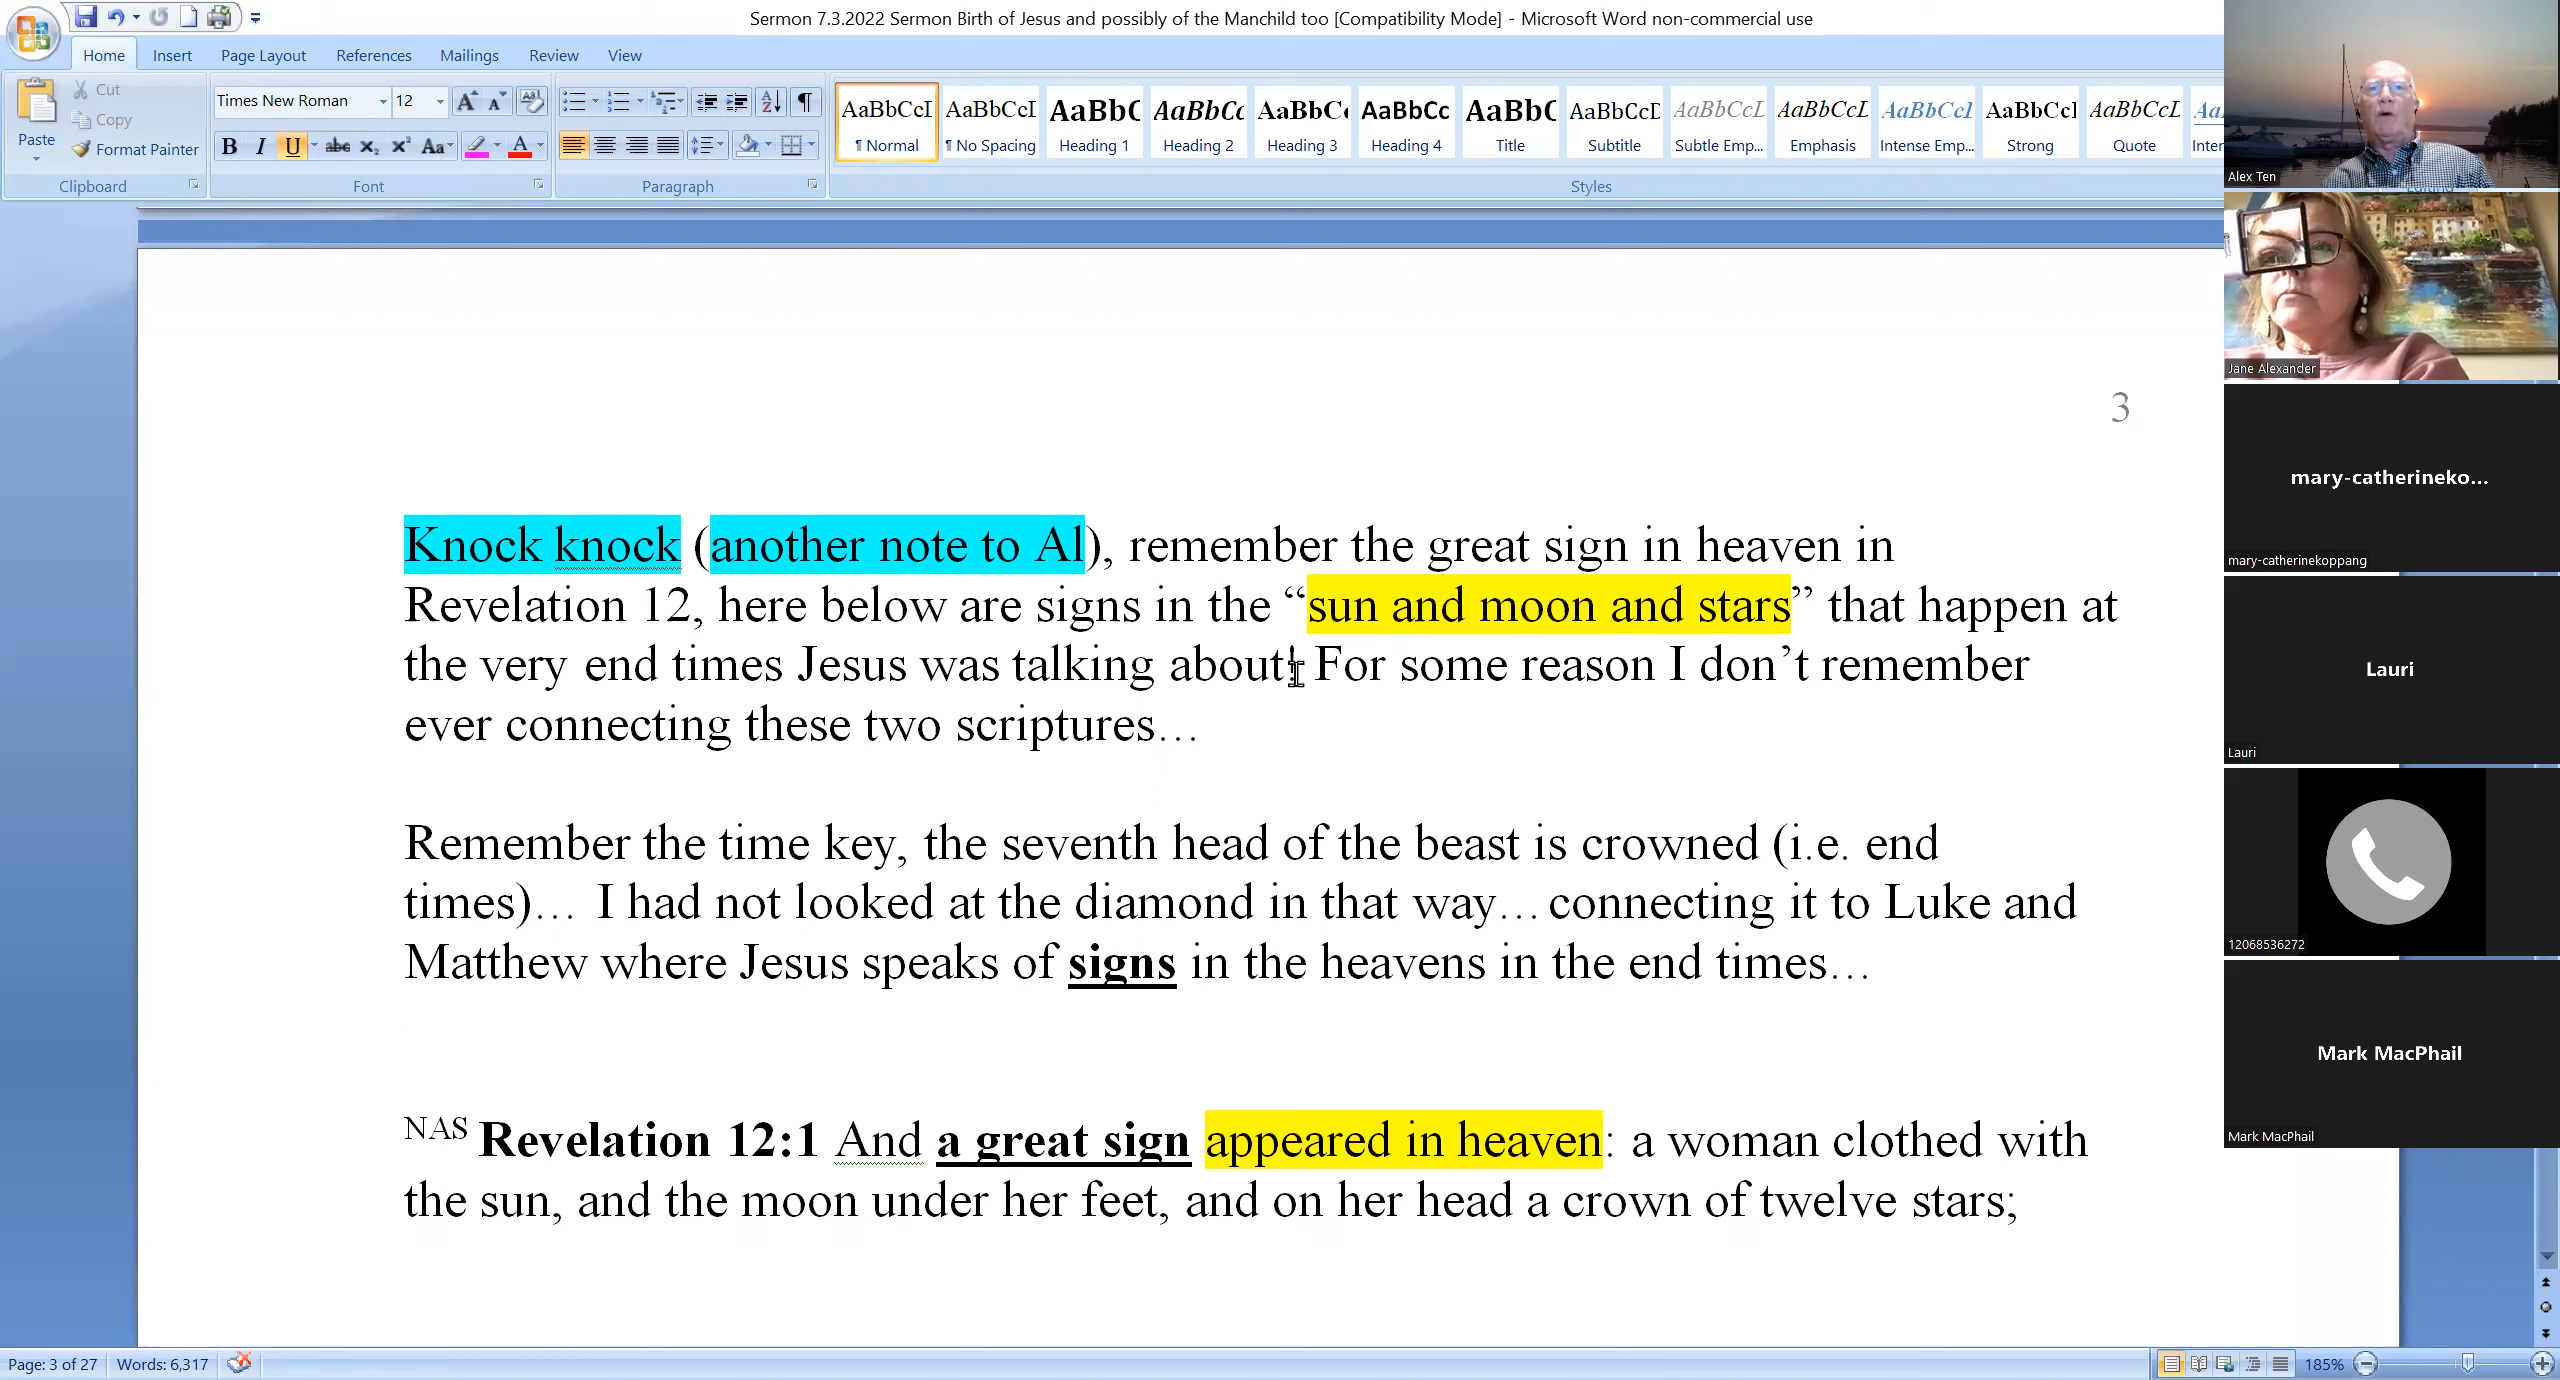 Sermon 7.3.2022 Sermon Birth of Jesus and possibly of the Manchild too [Compatibility Mode] - Microsoft Word non-commercial use
Home Insert Page Layout References Mailings Review View
Paste
Cut
Copy
Format Painter
Clipboard
Times New Roman 12
Font
Paragraph
AaBbCcI AaBbCcI AaBbC AaBbCc AaBbCc AaBbCc AaBbC AaBbCcD AaBbCcL AaBbCcL AaBbCcI AaBbCcI AaBbCcL
¶ Normal ¶ No Spacing Heading 1 Heading 2 Heading 3 Heading 4 Title Subtitle Subtle Emp... Emphasis Intense Emp... Strong Quote
Styles
3
Knock knock (another note to Al), remember the great sign in heaven in
Revelation 12, here below are signs in the “sun and moon and stars” that happen at
the very end times Jesus was talking about! For some reason I don’t remember
ever connecting these two scriptures…
Remember the time key, the seventh head of the beast is crowned (i.e. end
times)… I had not looked at the diamond in that way…connecting it to Luke and
Matthew where Jesus speaks of signs in the heavens in the end times…
NAS Revelation 12:1 And a great sign appeared in heaven: a woman clothed with
the sun, and the moon under her feet, and on her head a crown of twelve stars;
Page: 3 of 27 Words: 6,317
185%
Alex Ten
Jane Alexander
mary-catherineko...
mary-catherinekoppang
Lauri
Lauri
12068536272
Mark MacPhail
Mark MacPhail